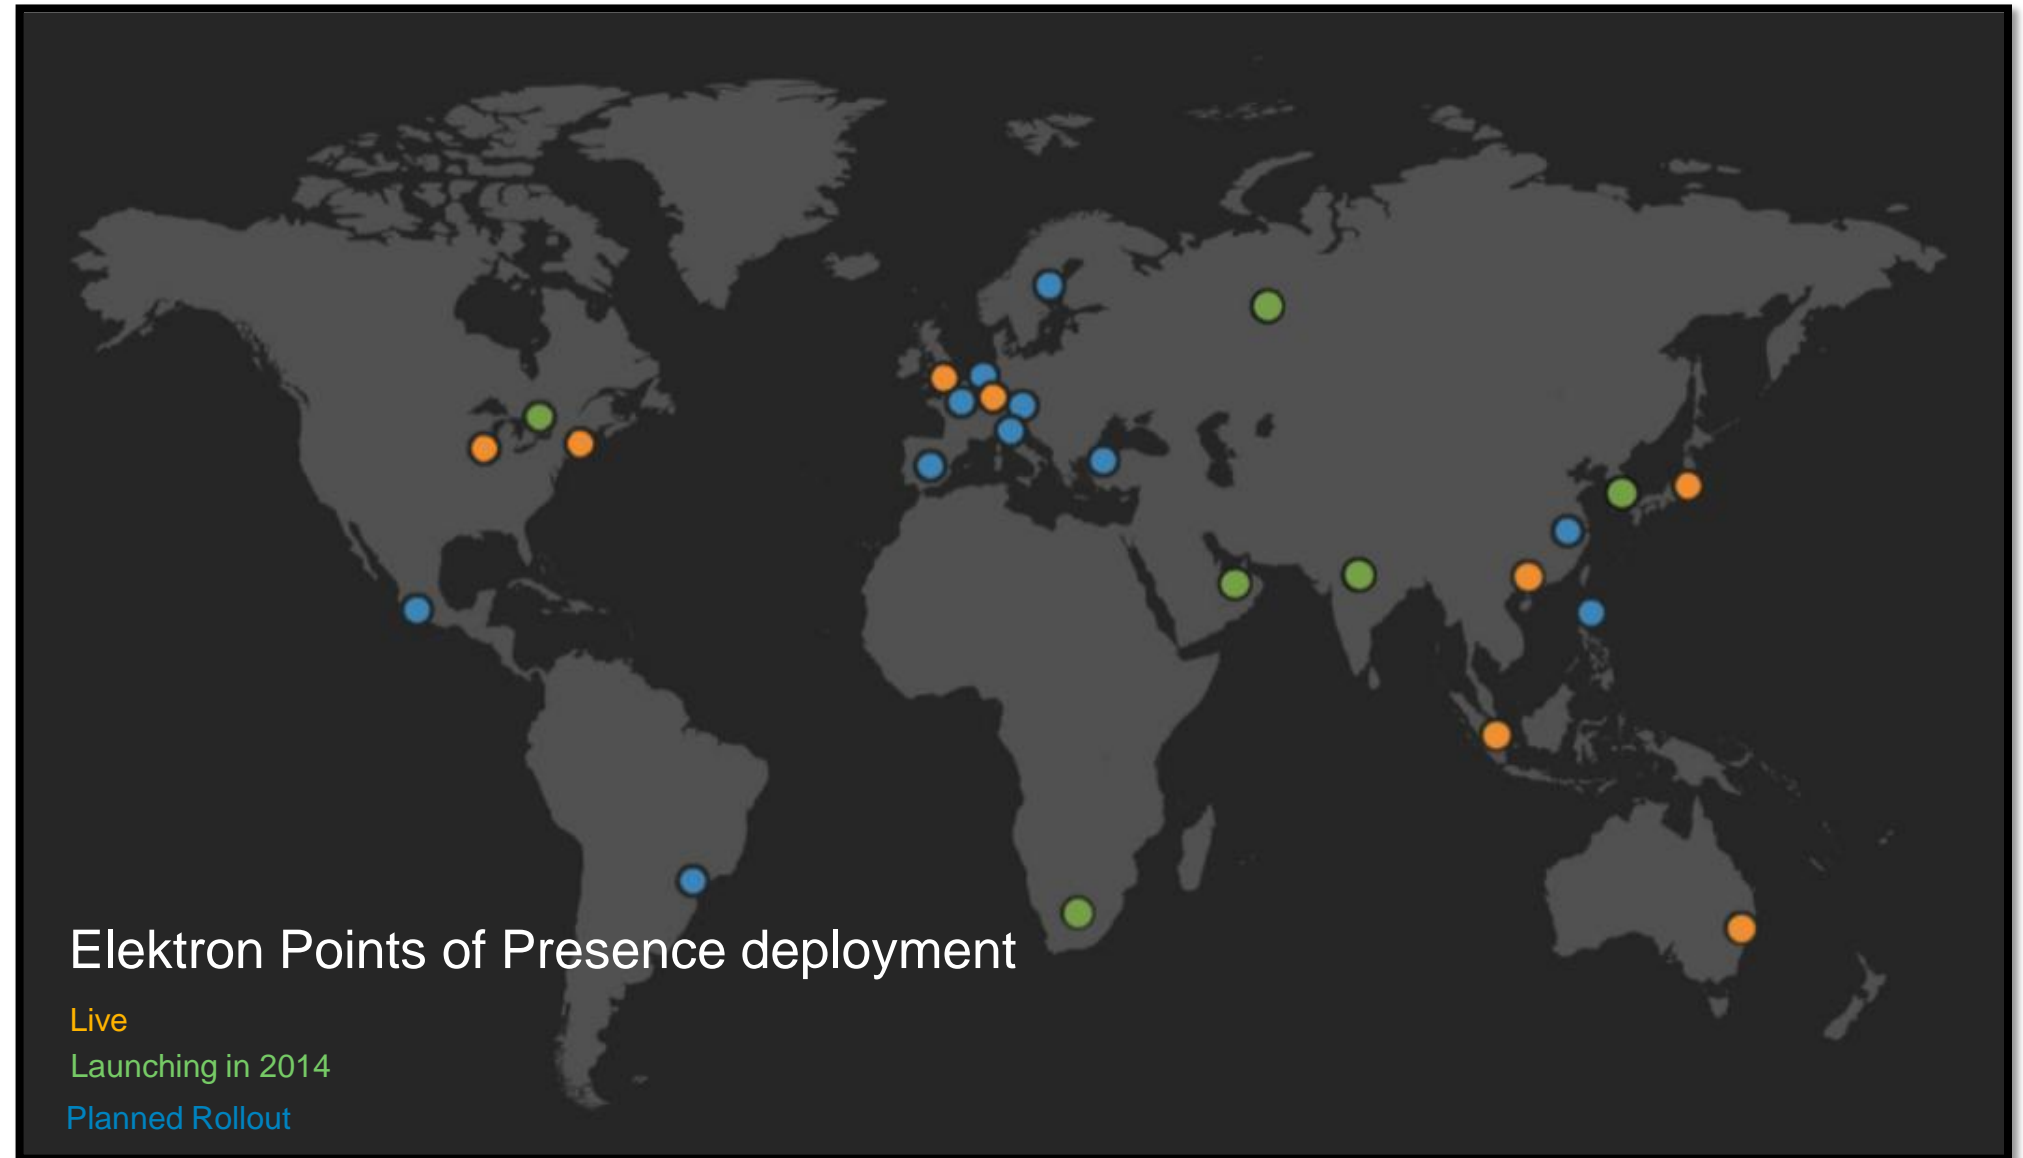 Elektron Points of Presence deployment
Live
Launching in 2014
Planned Rollout